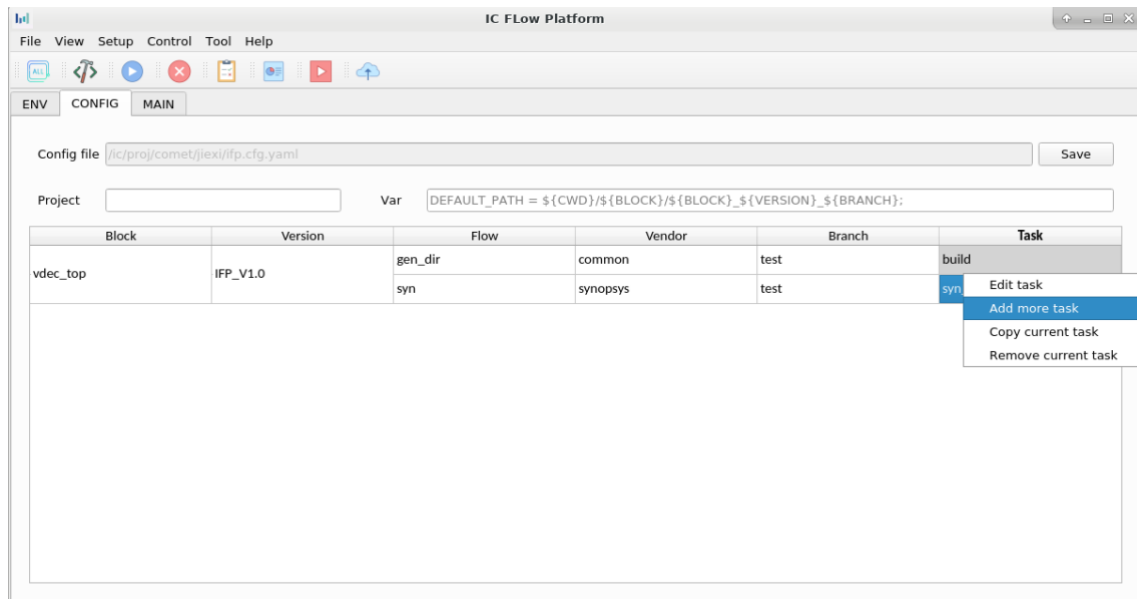 IC FLow Platform
File View Setup Control Tool Help
ALL
ENV CONFIG MAIN
Config file /ic/proj/comet/jiexi/ifp.cfg.yaml Save
Project Var DEFAULT_PATH = ${CWD}/${BLOCK}/${BLOCK}_${VERSION}_${BRANCH};
Block Version Flow Vendor Branch Task
vdec_top IFP_V1.0 gen_dir common test build
syn synopsys test syn_
Edit task
Add more task
Copy current task
Remove current task